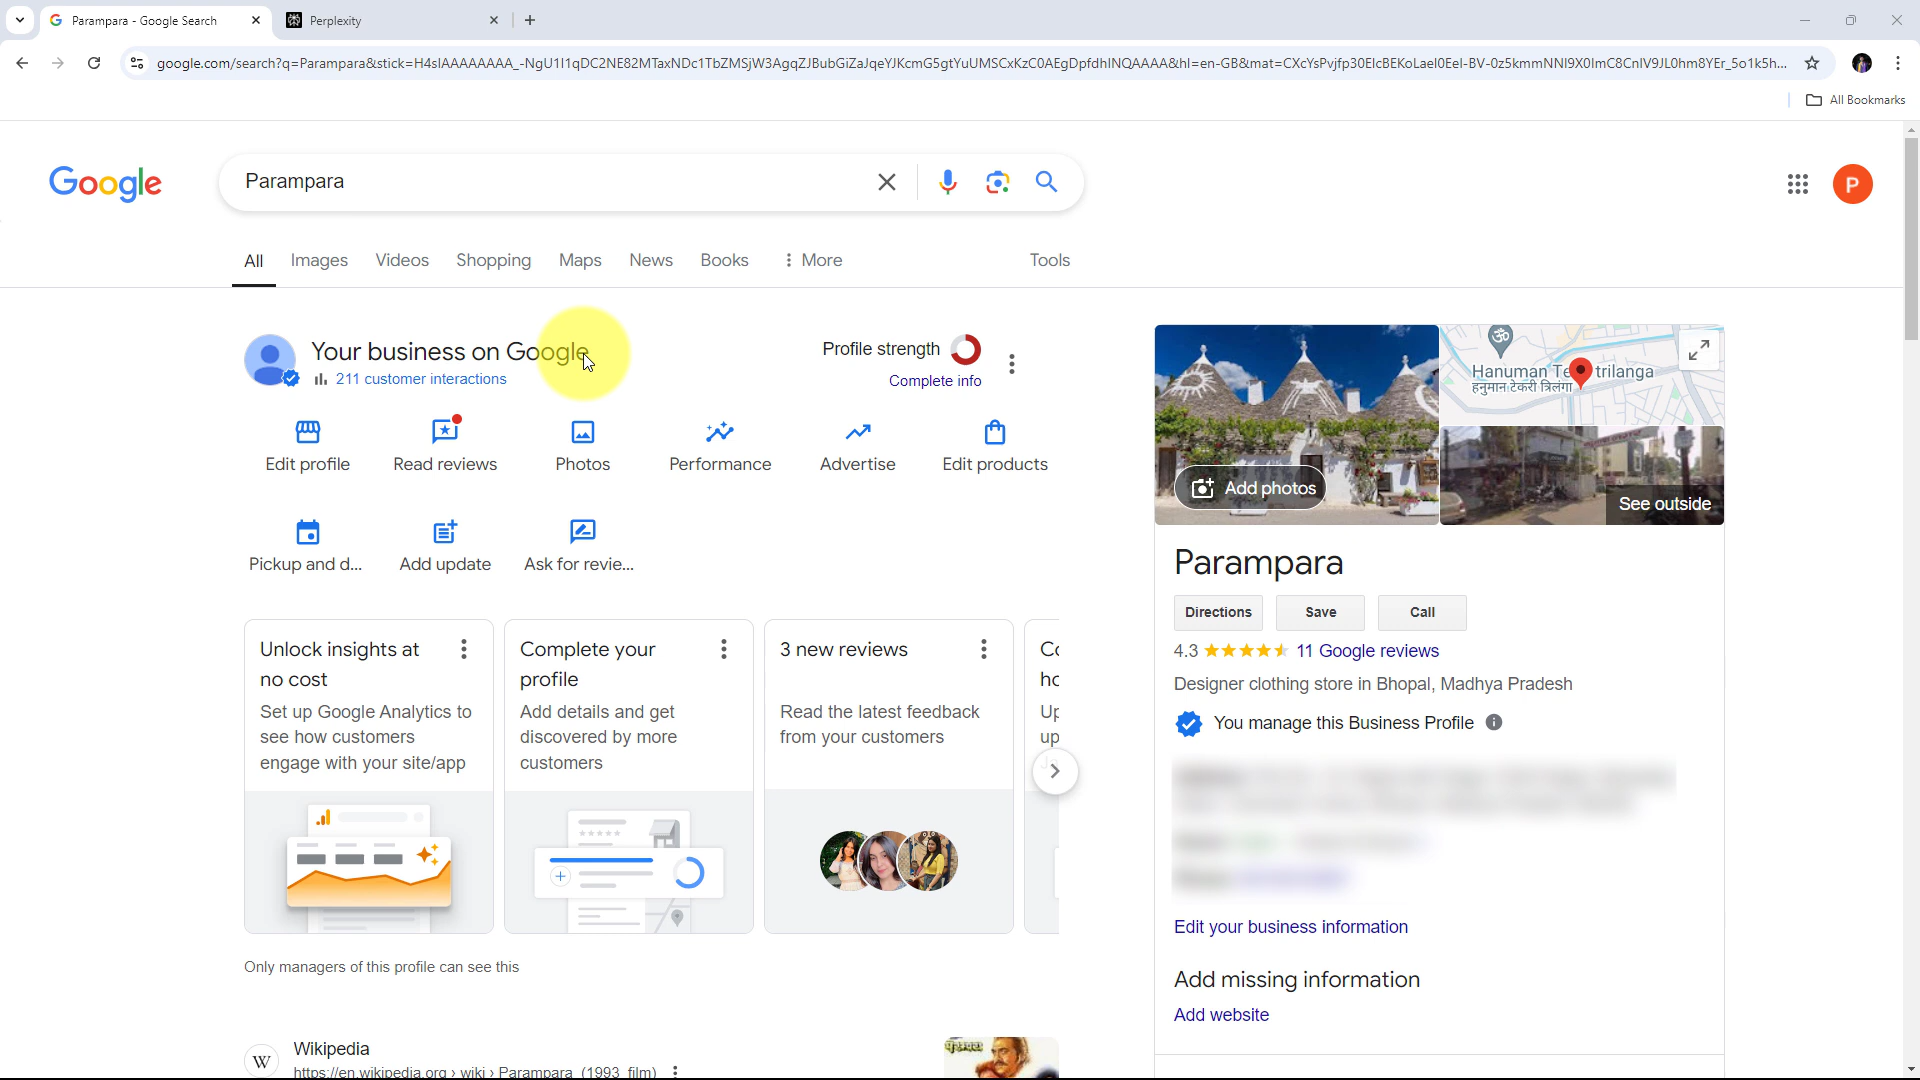 Parampara - Google Search
Perplexity
google.com/search?q=Parampara&stick=H4sIAAAAAAAA_-NgU1I1qDC2NE82MTaxNDc1TbZMSjW3AgqZJBubGiZaJqeYJKcmG5gtYuUMSCxKzC0AEgDpfdhINQAAAA&hl=en-GB&mat=CXcYsPvjfp30EIcBEKoLaeI0EeI-BV-0z5kmmNNI9X0ImC8CnIV9JL0hm8YEr_5o1k5h...
All Bookmarks
Google
Parampara
P
All Images Videos Shopping Maps News Books More Tools
Your business on Google
211 customer interactions
Profile strength
Complete info
Edit profile Read reviews Photos Performance Advertise Edit products
Pickup and d... Add update Ask for revie...
Unlock insights at
no cost
Set up Google Analytics to
see how customers
engage with your site/app
Complete your
profile
Add details and get
discovered by more
customers
3 new reviews
Read the latest feedback
from your customers
Only managers of this profile can see this
W
Wikipedia
https://en.wikipedia.org › wiki › Parampara_(1993_film)
परम्परा
Add photos
trilanga
See outside
Parampara
Directions Save Call
4.3 11 Google reviews
Designer clothing store in Bhopal, Madhya Pradesh
You manage this Business Profile
Edit your business information
Add missing information
Add website